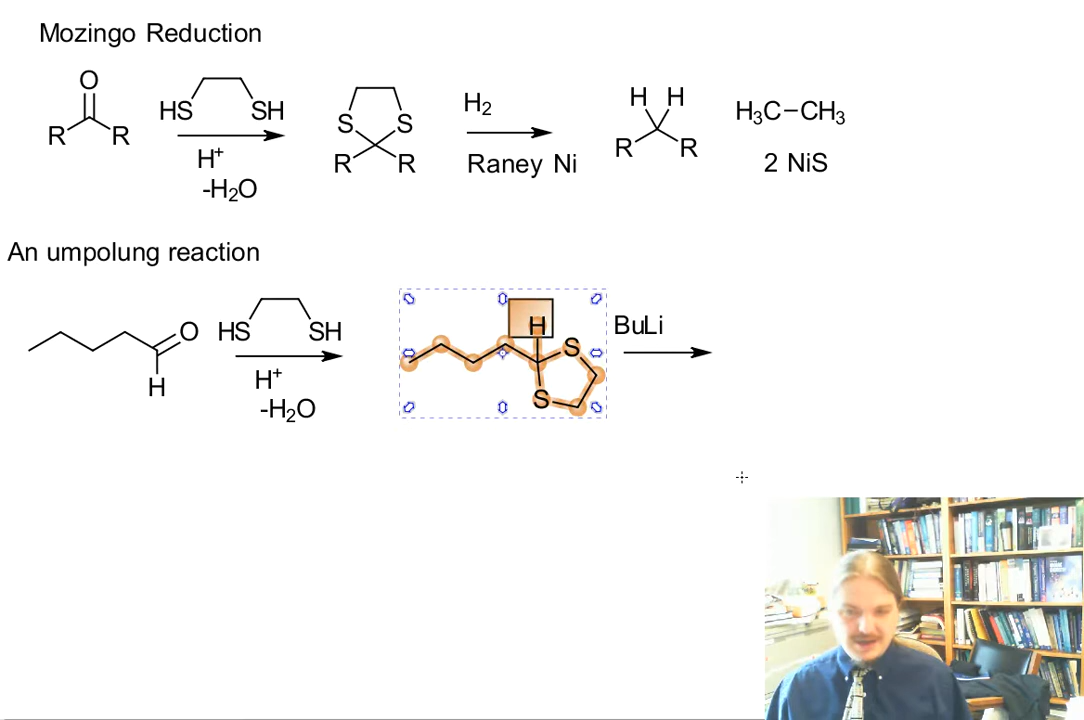 Mozingo Reduction
O
R R
HS SH
H⁺
-H₂O
S S
R R
H₂
Raney Ni
H H
R R
H₃C–CH₃
2 NiS
An umpolung reaction
O
H
HS SH
H⁺
-H₂O
H
S
S
BuLi